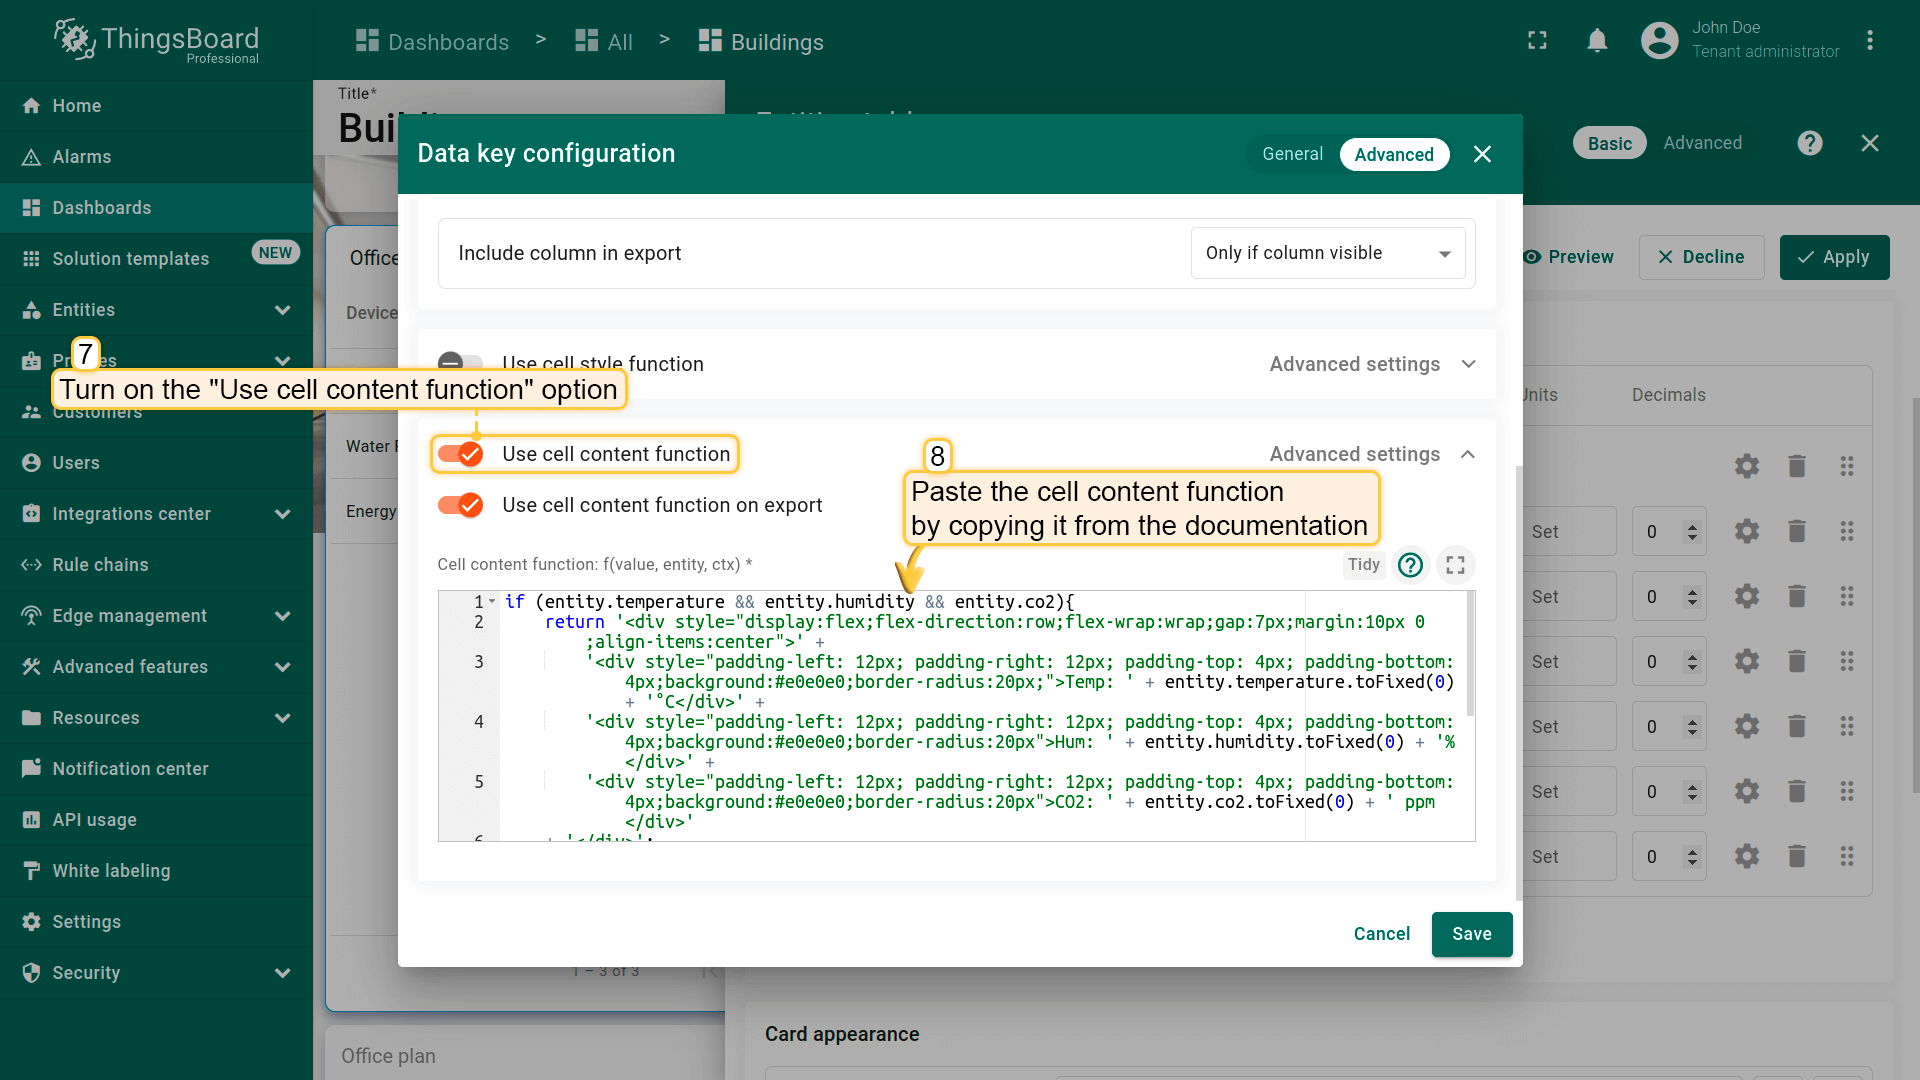 ThingsBoard
Professional
Dashboards > All > Buildings
John Doe
Tenant administrator
Home
Alarms
Dashboards
Solution templates NEW
Entities
Customers
Users
Integrations center
Rule chains
Edge management
Advanced features
Resources
Notification center
API usage
White labeling
Settings
Security
Title*
Office
Device
Energy
1 – 3 of 3
Office plan
Basic Advanced
Preview Decline Apply
Decimals
Set 0
Set 0
Set 0
Set 0
Set 0
Set 0
Card appearance
Data key configuration
General Advanced
Include column in export
Only if column visible
Use cell style function
Advanced settings
7
Turn on the "Use cell content function" option
Use cell content function
Advanced settings
Use cell content function on export
8
Paste the cell content function
by copying it from the documentation
Cell content function: f(value, entity, ctx) *
Tidy
1 if (entity.temperature && entity.humidity && entity.co2){
2 return '<div style="display:flex;flex-direction:row;flex-wrap:wrap;gap:7px;margin:10px 0
;align-items:center">' +
3 '<div style="padding-left: 12px; padding-right: 12px; padding-top: 4px; padding-bottom:
4px;background:#e0e0e0;border-radius:20px;">Temp: ' + entity.temperature.toFixed(0)
+ '°C</div>' +
4 '<div style="padding-left: 12px; padding-right: 12px; padding-top: 4px; padding-bottom:
4px;background:#e0e0e0;border-radius:20px">Hum: ' + entity.humidity.toFixed(0) + '%
</div>' +
5 '<div style="padding-left: 12px; padding-right: 12px; padding-top: 4px; padding-bottom:
4px;background:#e0e0e0;border-radius:20px">CO2: ' + entity.co2.toFixed(0) + ' ppm
</div>'
Cancel Save